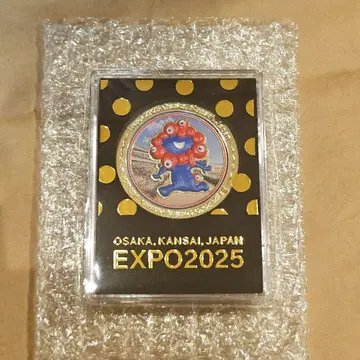 OSAKA, KANSAI, JAPAN
EXPO2025